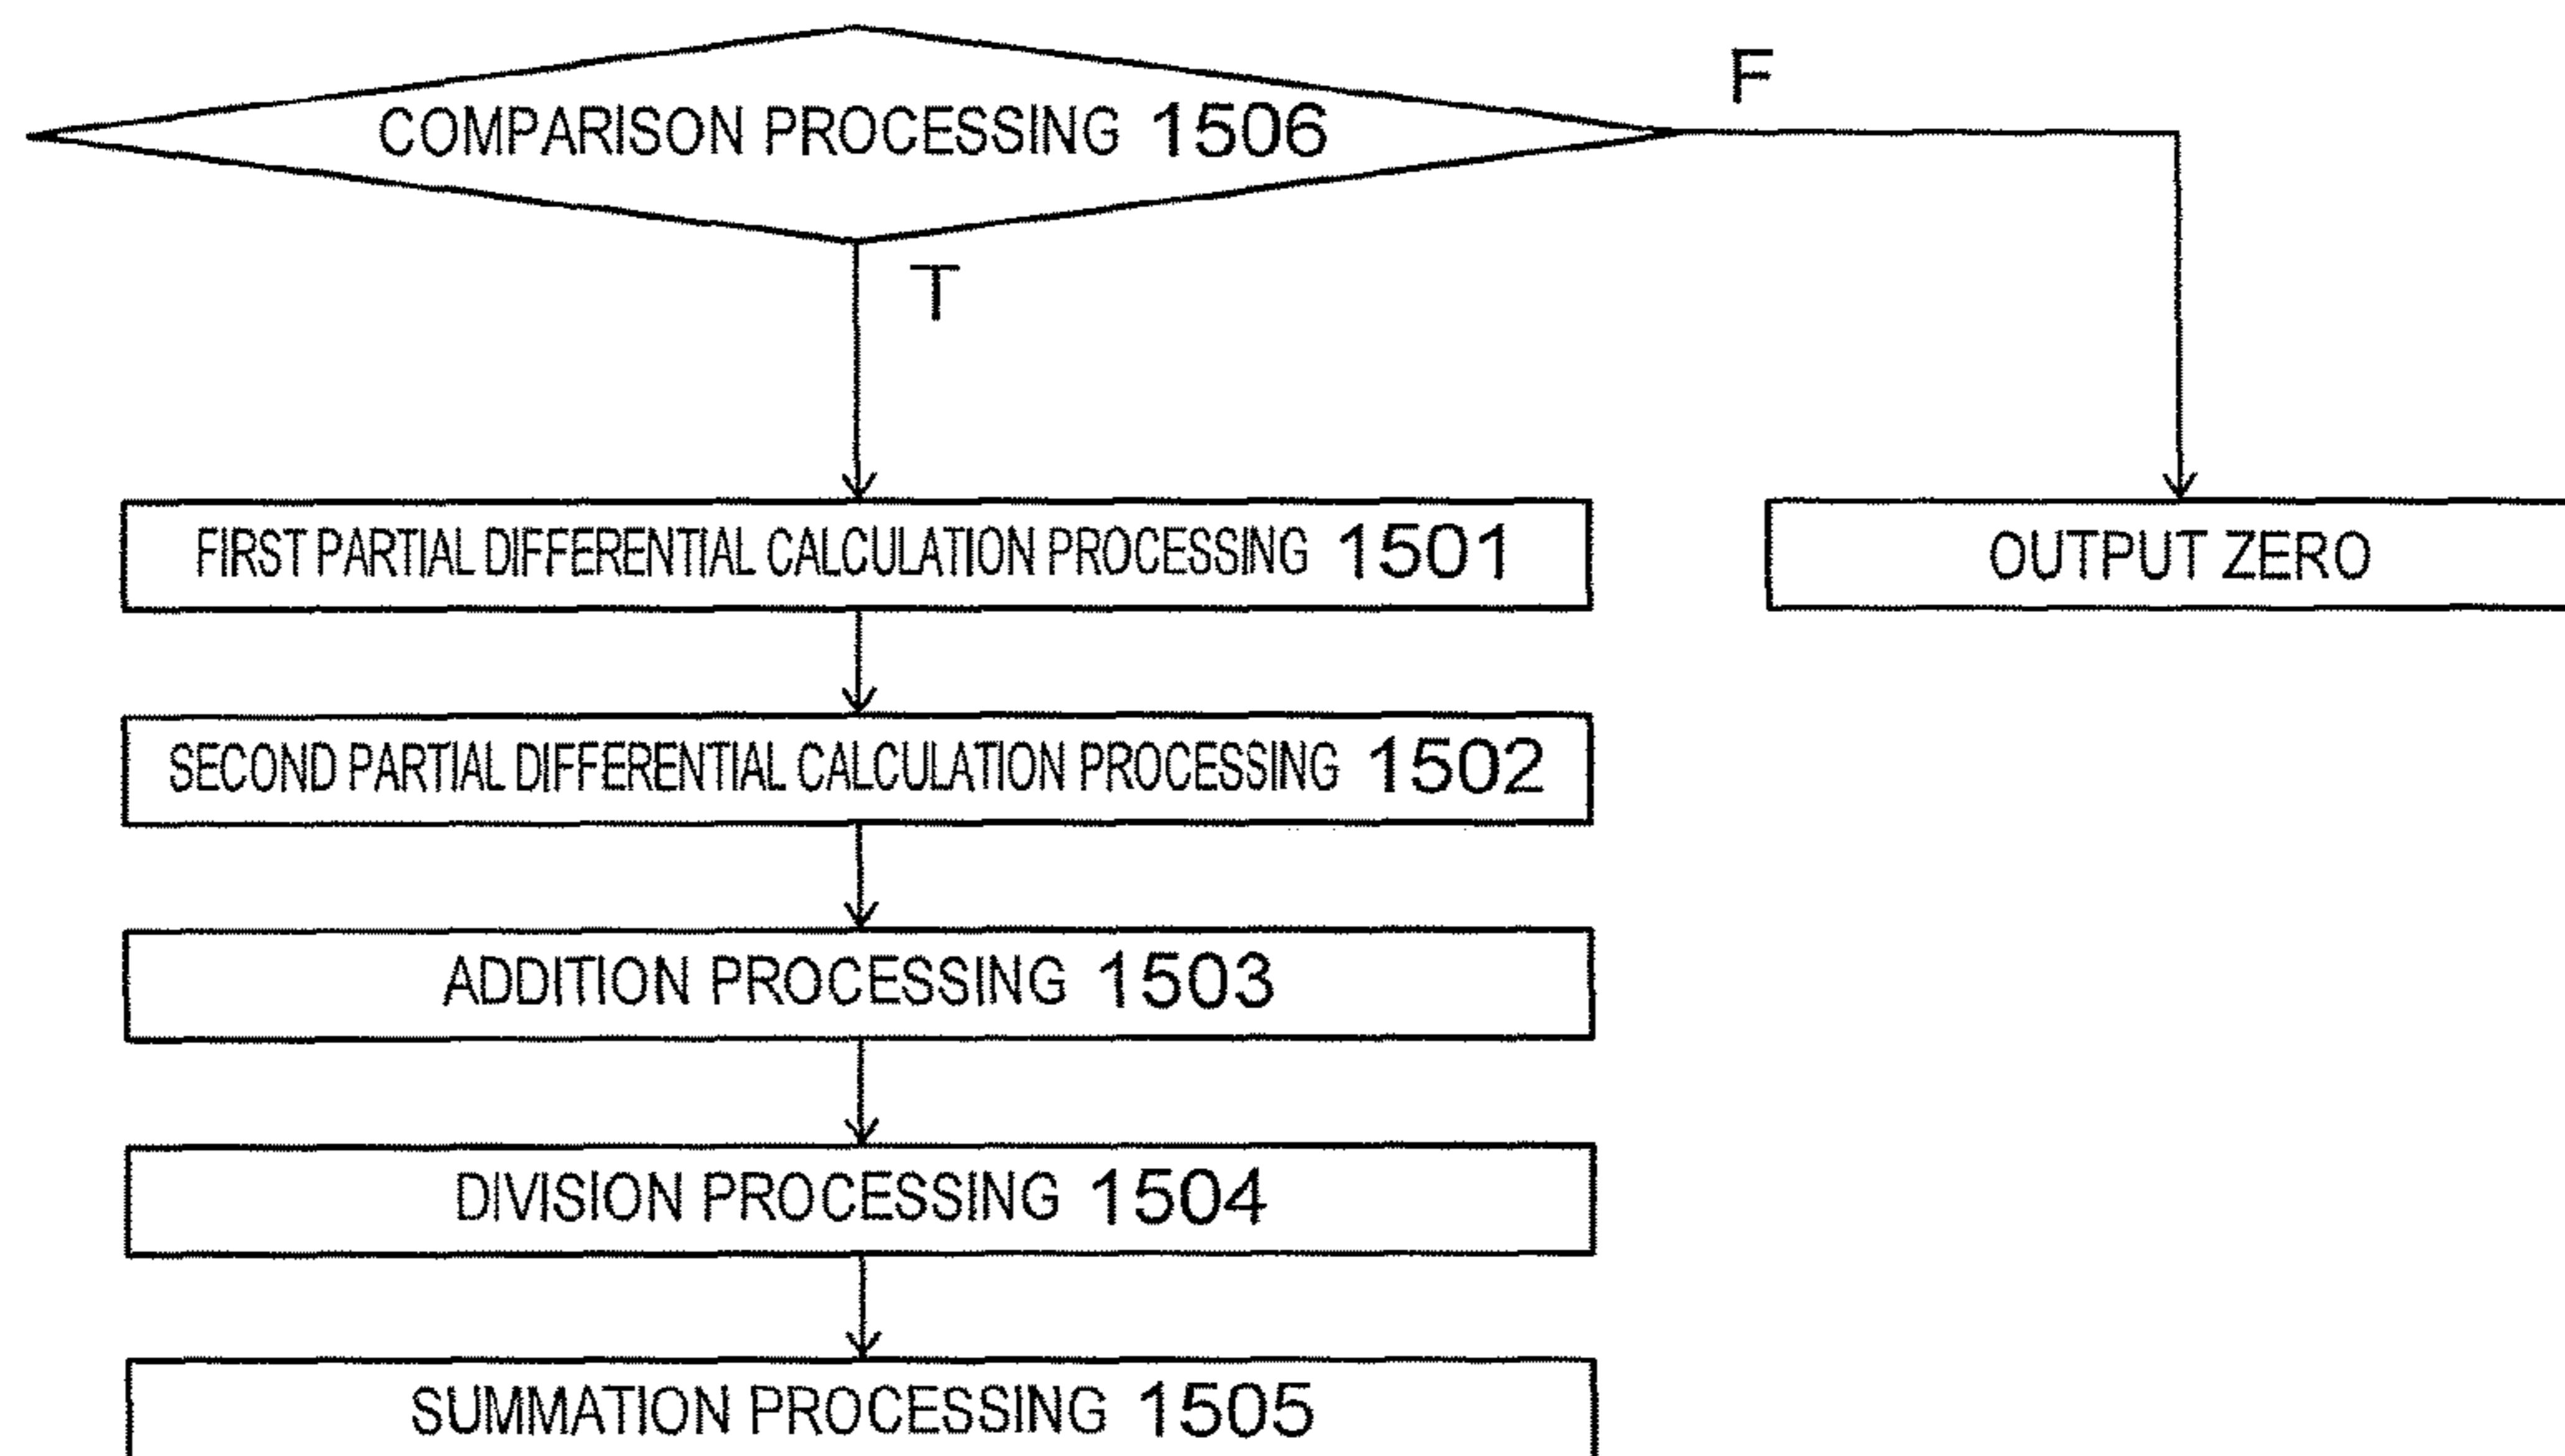 COMPARISON PROCESSING 1506
F
T
FIRST PARTIAL DIFFERENTIAL CALCULATION PROCESSING 1501
OUTPUT ZERO
SECOND PARTIAL DIFFERENTIAL CALCULATION PROCESSING 1502
ADDITION PROCESSING 1503
DIVISION PROCESSING 1504
SUMMATION PROCESSING 1505